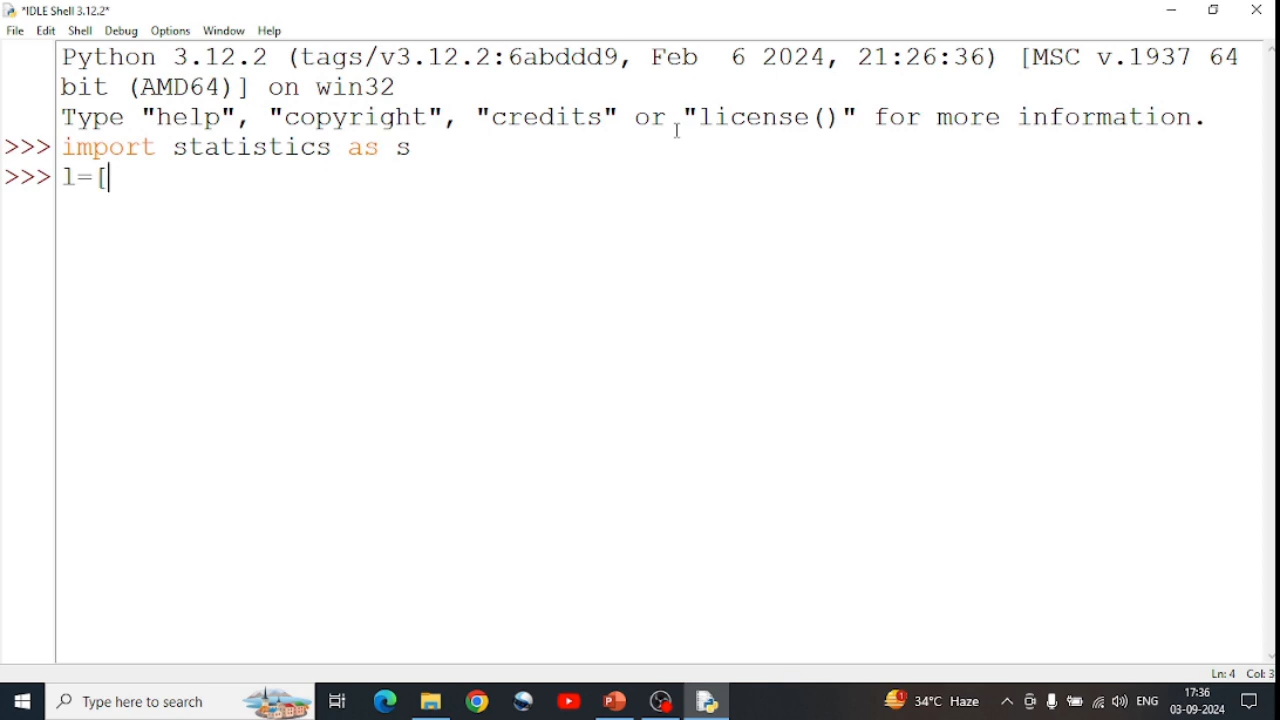 *IDLE Shell 3.12.2*
File Edit Shell Debug Options Window Help
Python 3.12.2 (tags/v3.12.2:6abddd9, Feb  6 2024, 21:26:36) [MSC v.1937 64
bit (AMD64)] on win32
Type "help", "copyright", "credits" or "license()" for more information.
>>> import statistics as s
>>> l=[
Ln: 4 Col: 3
Type here to search
1
34°C Haze
ENG
17:36
03-09-2024